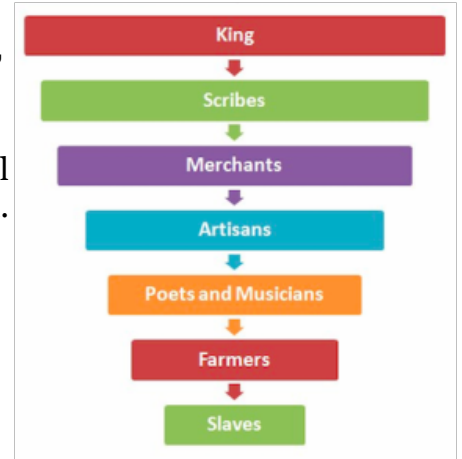 King
,
Scribes
Merchants
l
.
Artisans
Poets and Musicians
Farmers
Slaves